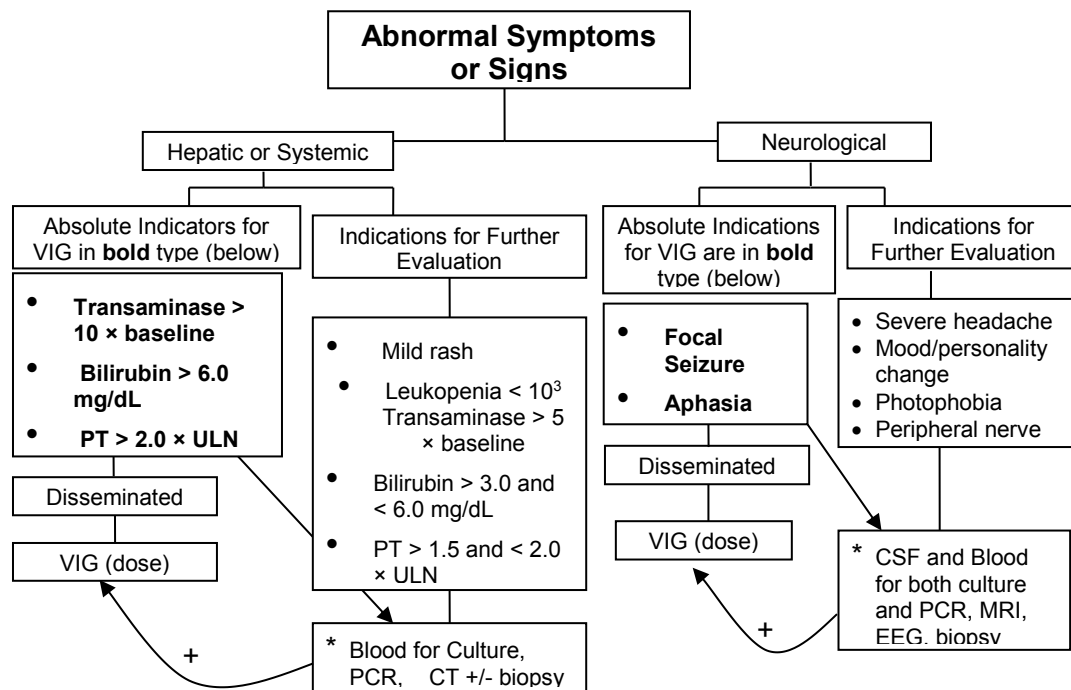 Abnormal Symptoms
or Signs
Hepatic or Systemic
Neurological
Absolute Indicators for
VIG in bold type (below)
Indications for Further
Evaluation
Absolute Indications
for VIG are in bold
type (below)
Indications for
Further Evaluation
• Transaminase >
10 × baseline
• Bilirubin > 6.0
mg/dL
• PT > 2.0 × ULN
• Mild rash
• Leukopenia < 10³
Transaminase > 5
× baseline
• Bilirubin > 3.0 and
< 6.0 mg/dL
• PT > 1.5 and < 2.0
× ULN
• Focal
Seizure
• Aphasia
• Severe headache
• Mood/personality
change
• Photophobia
• Peripheral nerve
Disseminated
VIG (dose)
Disseminated
VIG (dose)
+
* Blood for Culture,
PCR, CT +/- biopsy
+
* CSF and Blood
for both culture
and PCR, MRI,
EEG, biopsy